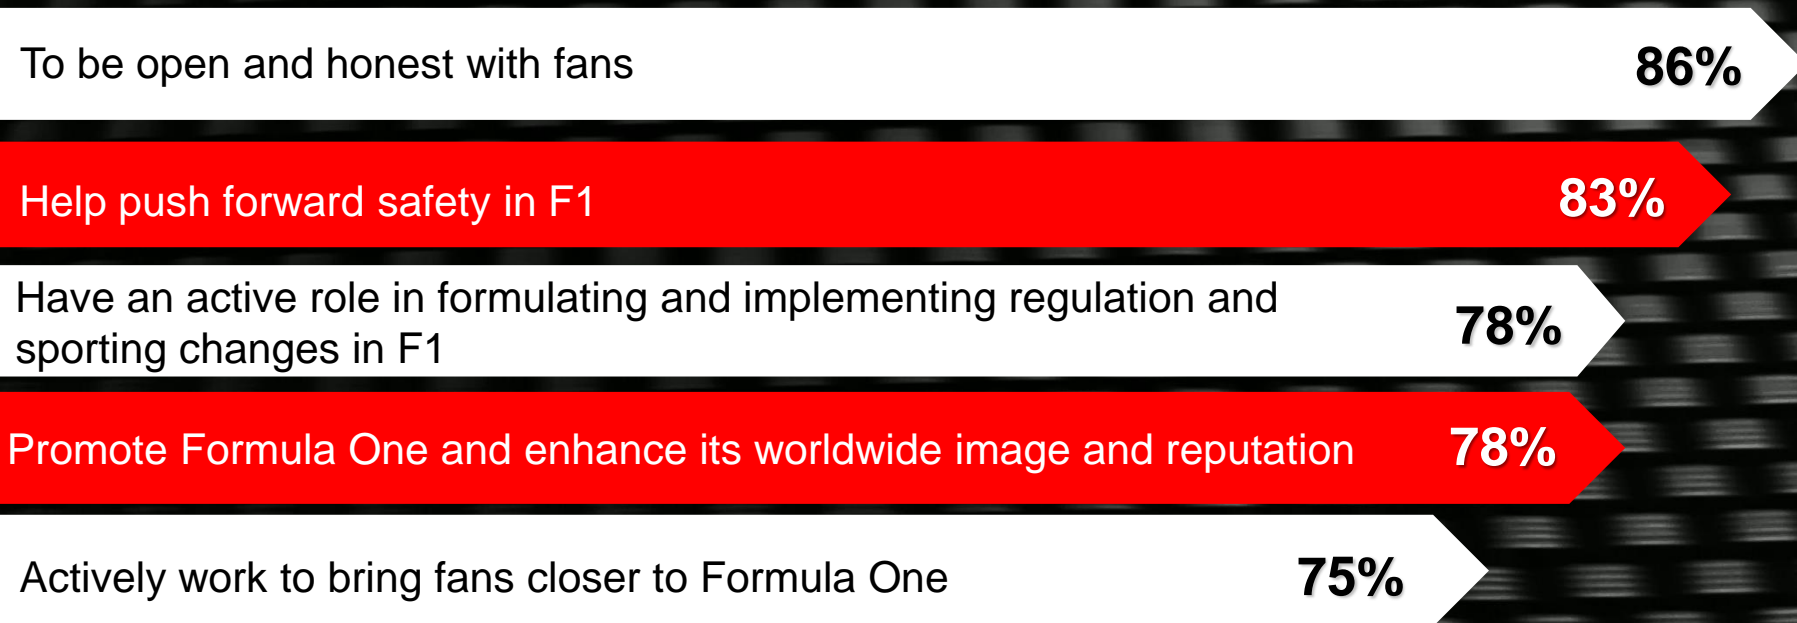 To be open and honest with fans 86%
Help push forward safety in F1 83%
Have an active role in formulating and implementing regulation and
sporting changes in F1 78%
Promote Formula One and enhance its worldwide image and reputation 78%
Actively work to bring fans closer to Formula One 75%